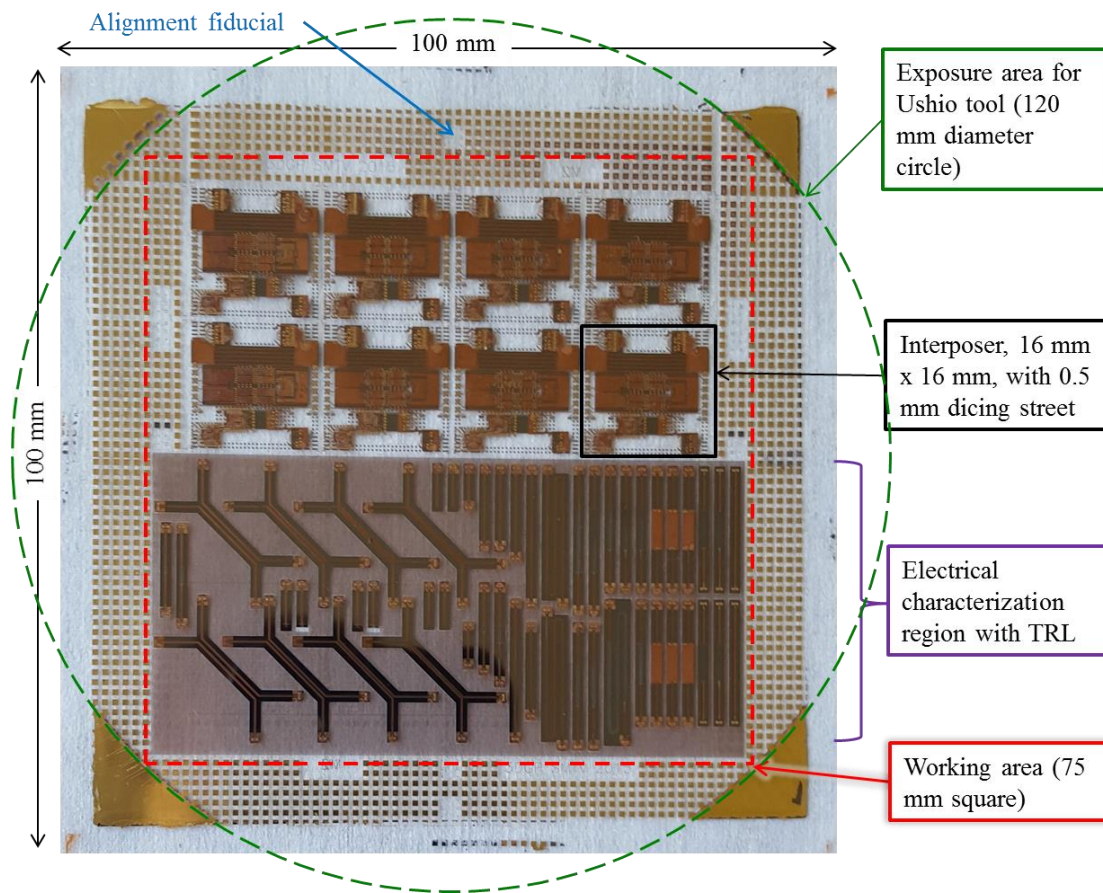 Alignment fiducial
100 mm
100 mm
Exposure area for
Ushio tool (120
mm diameter
circle)
Interposer, 16 mm
x 16 mm, with 0.5
mm dicing street
Electrical
characterization
region with TRL
Working area (75
mm square)